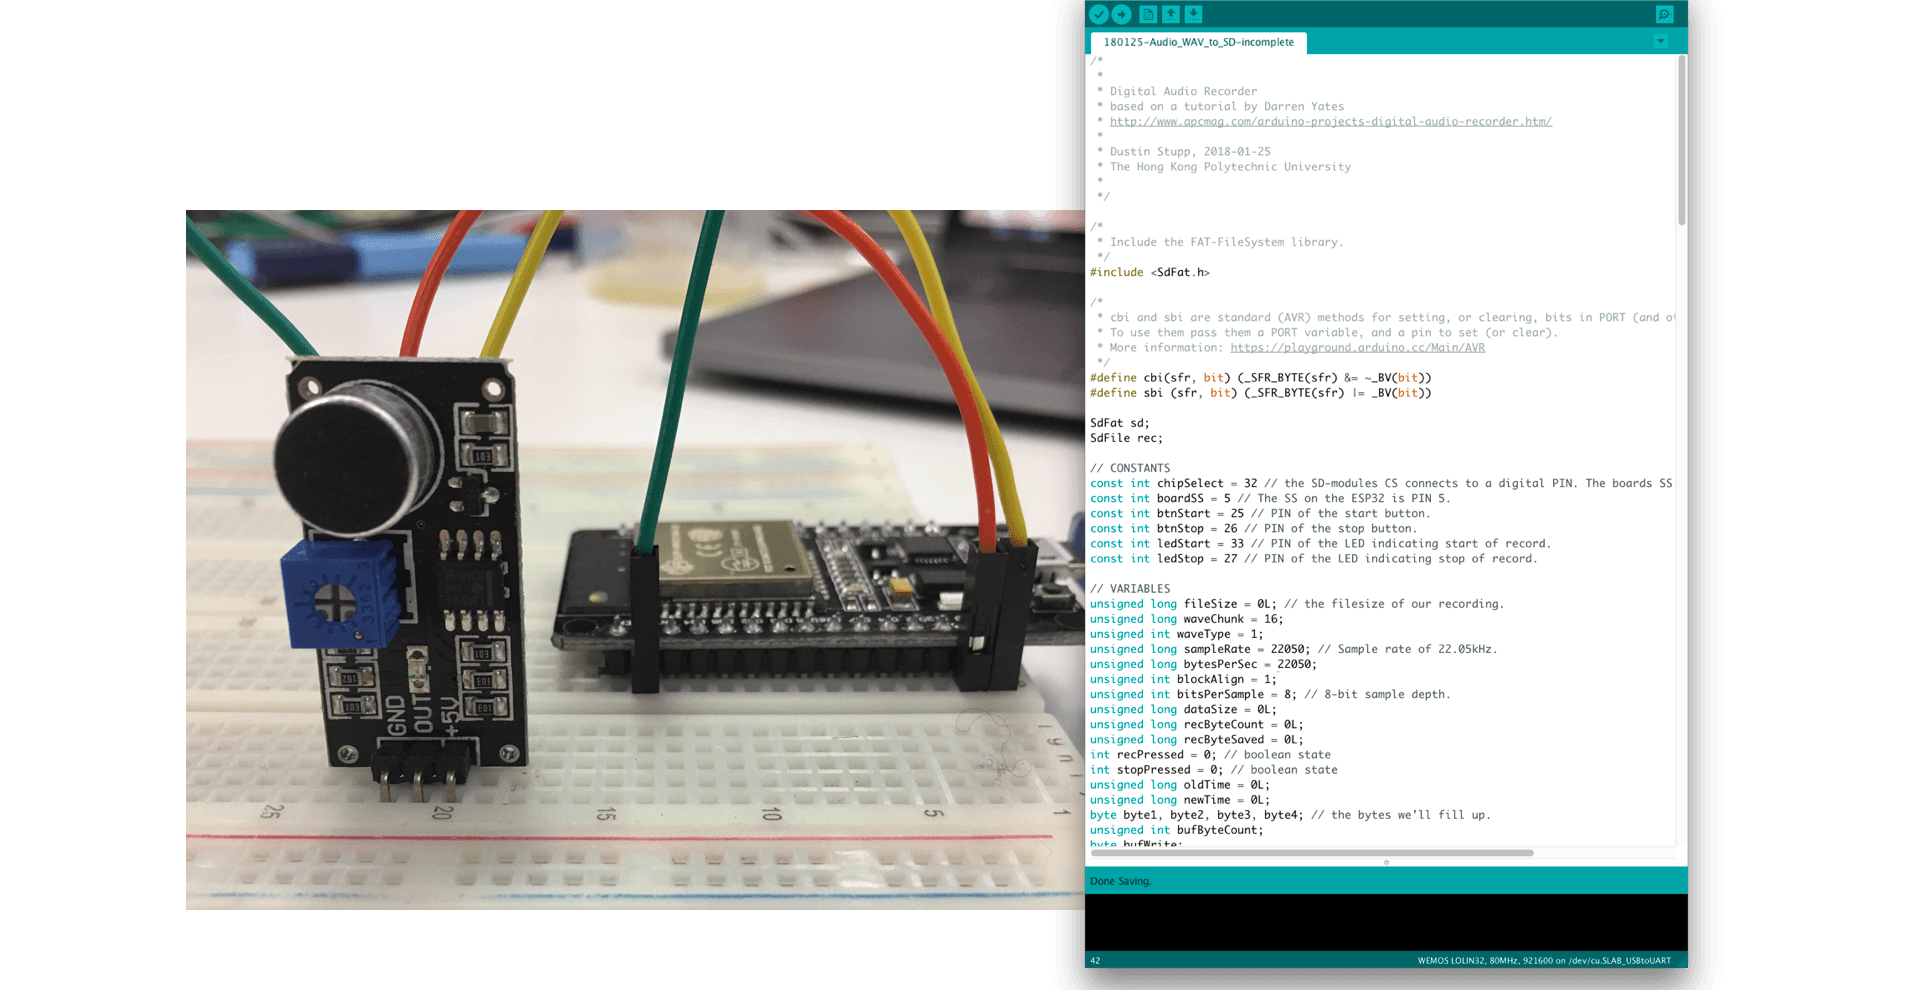 180125-Audio_WAV_to_SD-incomplete
/*
 *
 * Digital Audio Recorder
 * based on a tutorial by Darren Yates
 * http://www.apcmag.com/arduino-projects-digital-audio-recorder.htm/
 *
 * Dustin Stupp, 2018-01-25
 * The Hong Kong Polytechnic University
 *
 */
/*
 * Include the FAT-FileSystem library.
 */
#include <SdFat.h>
/*
 * cbi and sbi are standard (AVR) methods for setting, or clearing, bits in PORT (and
 * To use them pass them a PORT variable, and a pin to set (or clear).
 * More information: https://playground.arduino.cc/Main/AVR
 */
#define cbi(sfr, bit) (_SFR_BYTE(sfr) &= ~_BV(bit))
#define sbi (sfr, bit) (_SFR_BYTE(sfr) |= _BV(bit))
SdFat sd;
SdFile rec;
// CONSTANTS
const int chipSelect = 32 // the SD-modules CS connects to a digital PIN. The boards SS
const int boardSS = 5 // The SS on the ESP32 is PIN 5.
const int btnStart = 25 // PIN of the start button.
const int btnStop = 26 // PIN of the stop button.
const int ledStart = 33 // PIN of the LED indicating start of record.
const int ledStop = 27 // PIN of the LED indicating stop of record.
// VARIABLES
unsigned long fileSize = 0L; // the filesize of our recording.
unsigned long waveChunk = 16;
unsigned int waveType = 1;
unsigned long sampleRate = 22050; // Sample rate of 22.05kHz.
unsigned long bytesPerSec = 22050;
unsigned int blockAlign = 1;
unsigned int bitsPerSample = 8; // 8-bit sample depth.
unsigned long dataSize = 0L;
unsigned long recByteCount = 0L;
unsigned long recByteSaved = 0L;
int recPressed = 0; // boolean state
int stopPressed = 0; // boolean state
unsigned long oldTime = 0L;
unsigned long newTime = 0L;
byte byte1, byte2, byte3, byte4; // the bytes we'll fill up.
unsigned int bufByteCount;
byte bufWrite;
Done Saving.
42
WEMOS LOLIN32, 80MHz, 921600 on /dev/cu.SLAB_USBtoUART
103
3362
102
103
103
103
103
GND
OUT
+5V
CE
25
20
15
10
5
1